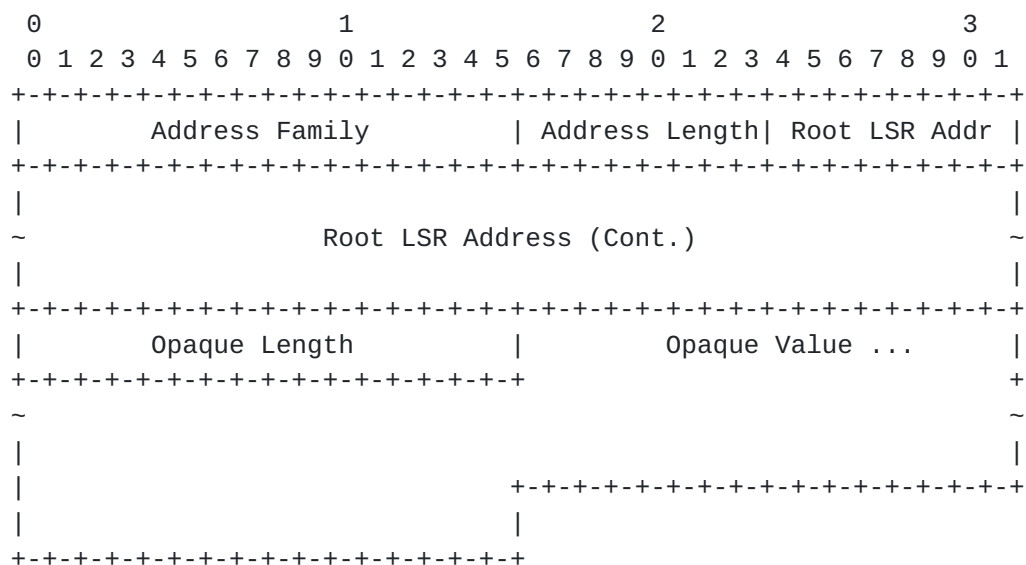 0                   1                   2                   3
 0 1 2 3 4 5 6 7 8 9 0 1 2 3 4 5 6 7 8 9 0 1 2 3 4 5 6 7 8 9 0 1
+-+-+-+-+-+-+-+-+-+-+-+-+-+-+-+-+-+-+-+-+-+-+-+-+-+-+-+-+-+-+-+-+
|        Address Family         | Address Length| Root LSR Addr |
+-+-+-+-+-+-+-+-+-+-+-+-+-+-+-+-+-+-+-+-+-+-+-+-+-+-+-+-+-+-+-+-+
|                                                               |
~                   Root LSR Address (Cont.)                    ~
|                                                               |
+-+-+-+-+-+-+-+-+-+-+-+-+-+-+-+-+-+-+-+-+-+-+-+-+-+-+-+-+-+-+-+-+
|        Opaque Length          |         Opaque Value ...      |
+-+-+-+-+-+-+-+-+-+-+-+-+-+-+-+-+                               +
~                                                               ~
|                                                               |
|                               +-+-+-+-+-+-+-+-+-+-+-+-+-+-+-+-+
|                               |
+-+-+-+-+-+-+-+-+-+-+-+-+-+-+-+-+